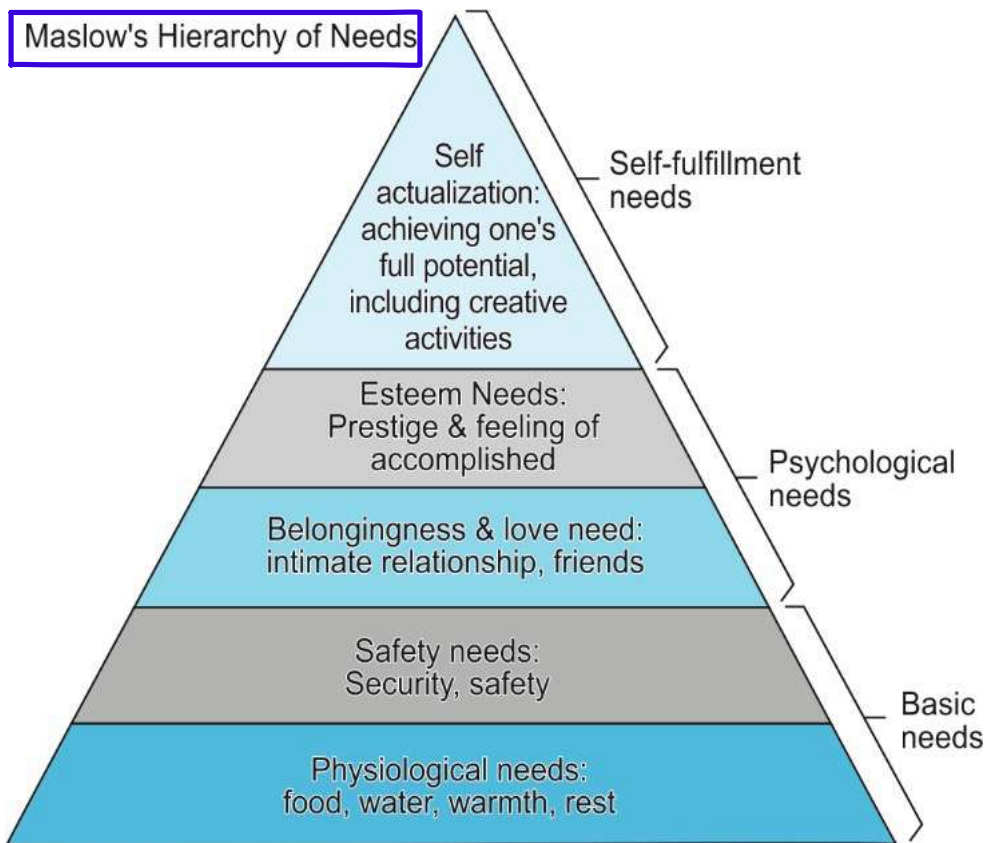 Maslow's Hierarchy of Needs
Self
actualization:
achieving one's
full potential,
including creative
activities
Self-fulfillment
needs
Esteem Needs:
Prestige & feeling of
accomplished
Psychological
needs
Belongingness & love need:
intimate relationship, friends
Safety needs:
Security, safety
Basic
needs
Physiological needs:
food, water, warmth, rest